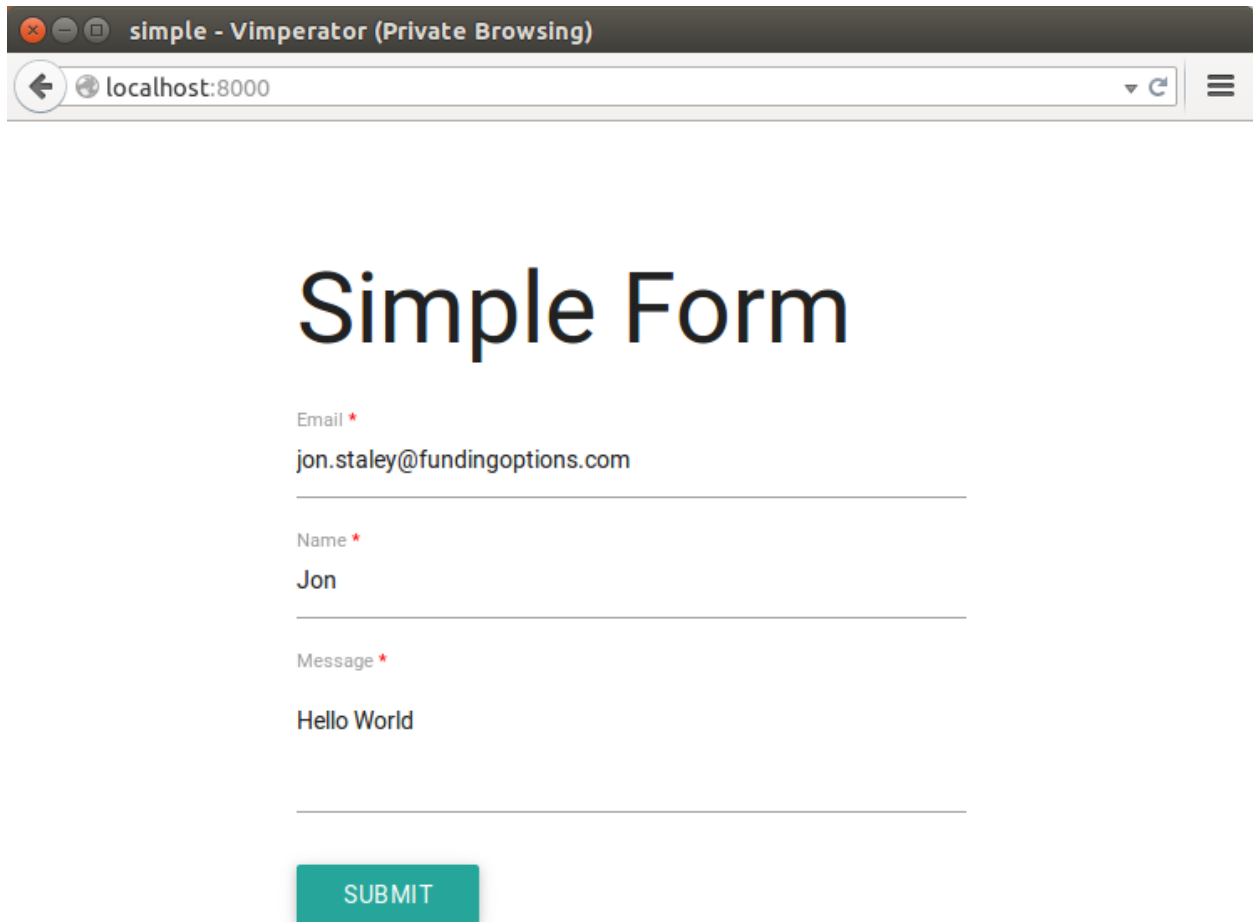 simple - Vimperator (Private Browsing)
localhost:8000
Simple Form
Email *
jon.staley@fundingoptions.com
Name *
Jon
Message *
Hello World
SUBMIT